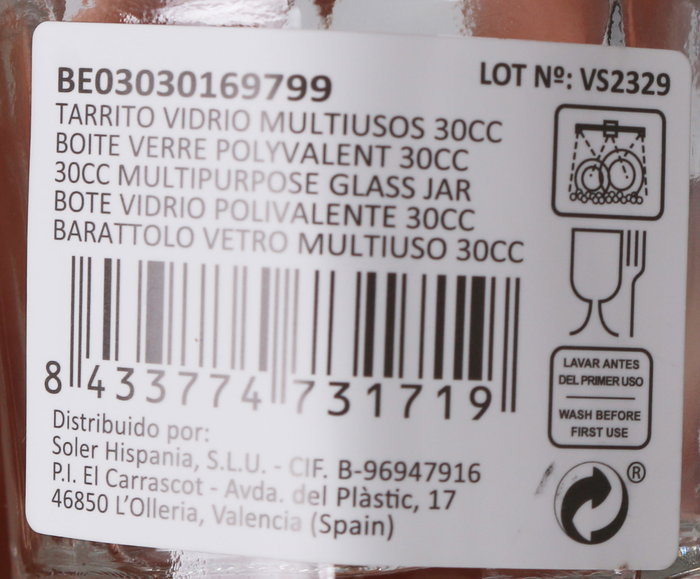 BE03030169799
LOT Nº: VS2329
TARRITO VIDRIO MULTIUSOS 30CC
BOITE VERRE POLYVALENT 30CC
30CC MULTIPURPOSE GLASS JAR
BOTE VIDRIO POLIVALENTE 30CC
BARATTOLO VETRO MULTIUSO 30CC
8 433774 731719
LAVAR ANTES
DEL PRIMER USO
WASH BEFORE
FIRST USE
®
Distribuido por:
Soler Hispania, S.L.U. - CIF. B-96947916
P.I. El Carrascot - Avda. del Plàstic, 17
46850 L'Olleria, Valencia (Spain)